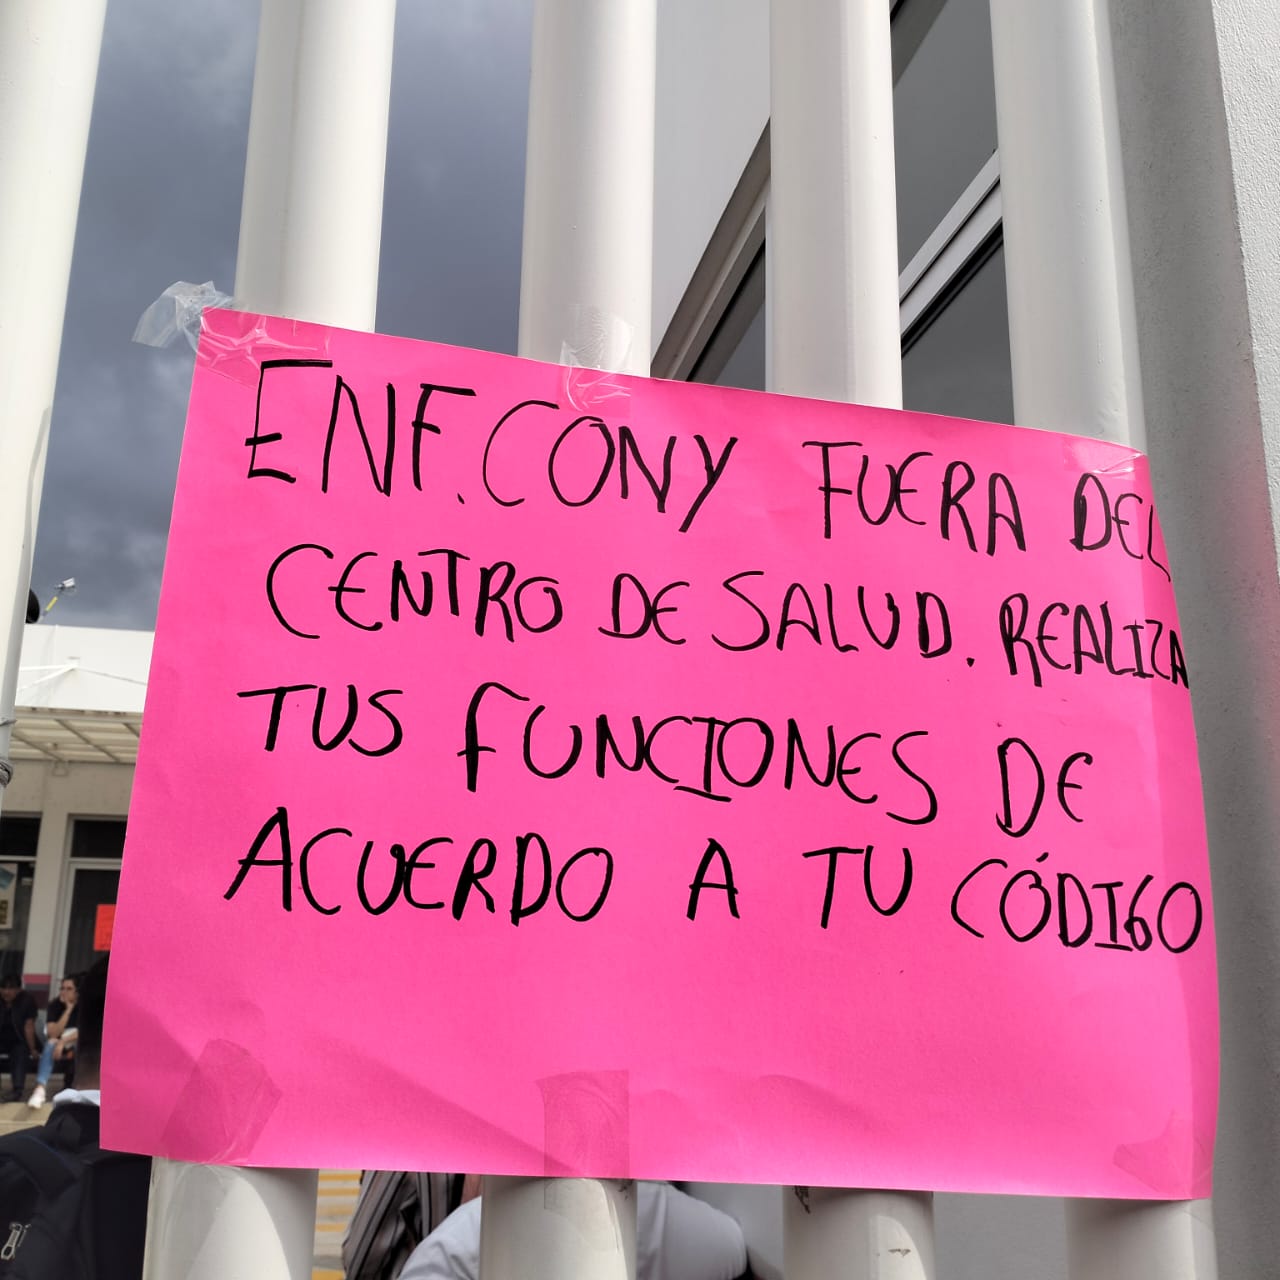 ENF. CONY FUERA DEL
CENTRO DE SALUD. REALIZA
TUS FUNCIONES DE
ACUERDO A TU CÓDIGO